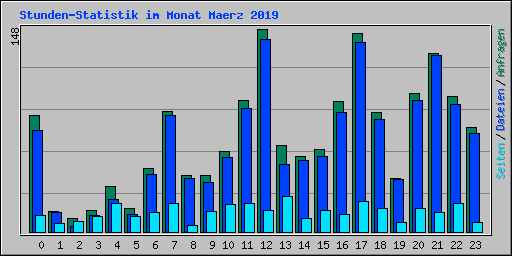 Stunden-Statistik im Monat Maerz 2019
148
0 1 2 3 4 5 6 7 8 9 10 11 12 13 14 15 16 17 18 19 20 21 22 23
Seiten / Dateien / Anfragen